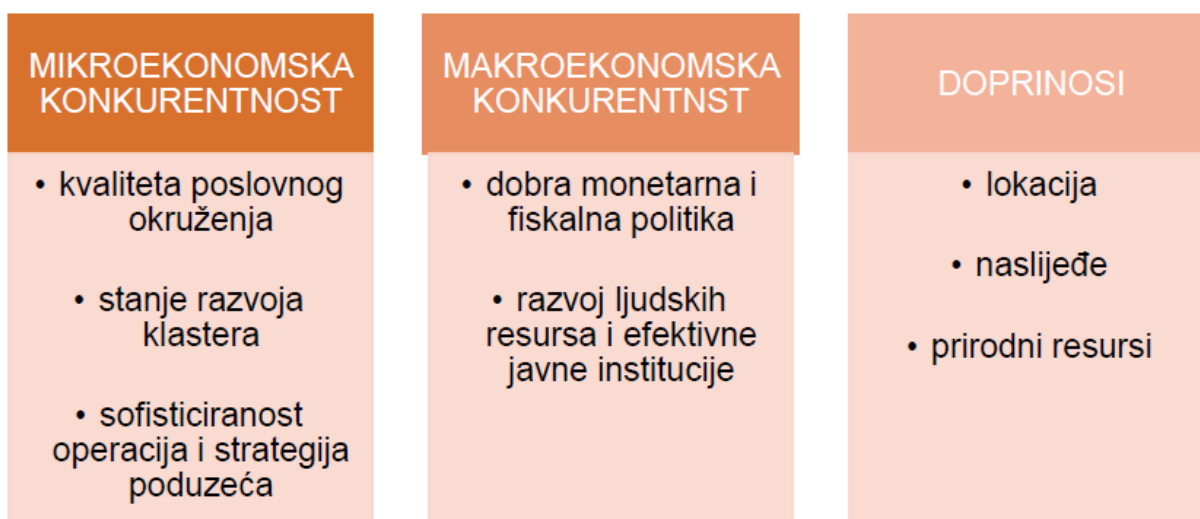 MIKROEKONOMSKA
KONKURENTNOST
• kvaliteta poslovnog
okruženja
• stanje razvoja
klastera
• sofisticiranost
operacija i strategija
poduzeća
MAKROEKONOMSKA
KONKURENTNST
• dobra monetarna i
fiskalna politika
• razvoj ljudskih
resursa i efektivne
javne institucije
DOPRINOSI
• lokacija
• naslijeđe
• prirodni resursi